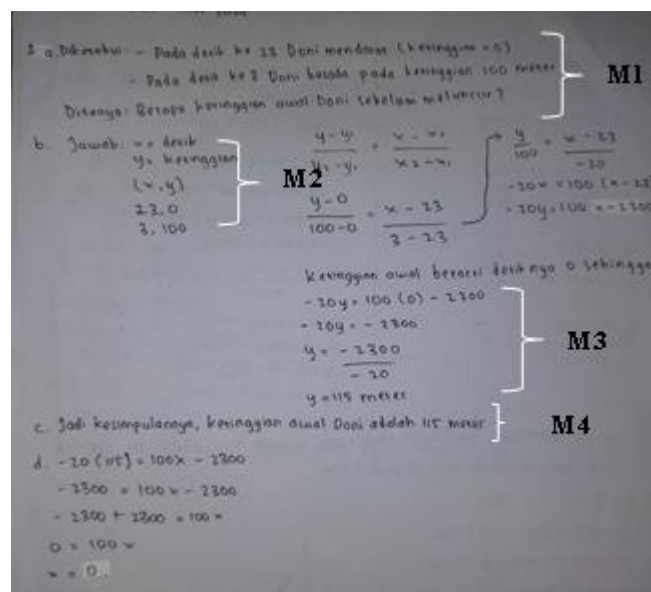 2 a. Diketahui: - Pada detik ke 23 Doni mendarat (ketinggian = 0)
- Pada detik ke 3 Doni berada pada ketinggian 100 meter
M1
Ditanya: Berapa ketinggian awal Doni sebelum meluncur?
b. Jawab: x = detik
y = ketinggian
(x, y)
23, 0
3, 100
M2
y - y₁ / y₂ - y₁ = x - x₁ / x₂ - x₁
y - 0 / 100 - 0 = x - 23 / 3 - 23
y / 100 = x - 23 / -20
-20x = 100 (x - 23)
-20y = 100x - 2300
Ketinggian awal berarti detiknya 0 sehingga
-20y = 100 (0) - 2300
-20y = - 2300
y = - 2300 / - 20
y = 115 meter
M3
c. Jadi kesimpulannya, ketinggian awal Doni adalah 115 meter
M4
d. -20 (115) = 100x - 2300
- 2300 = 100x - 2300
- 2300 + 2300 = 100x
0 = 100x
x = 0.